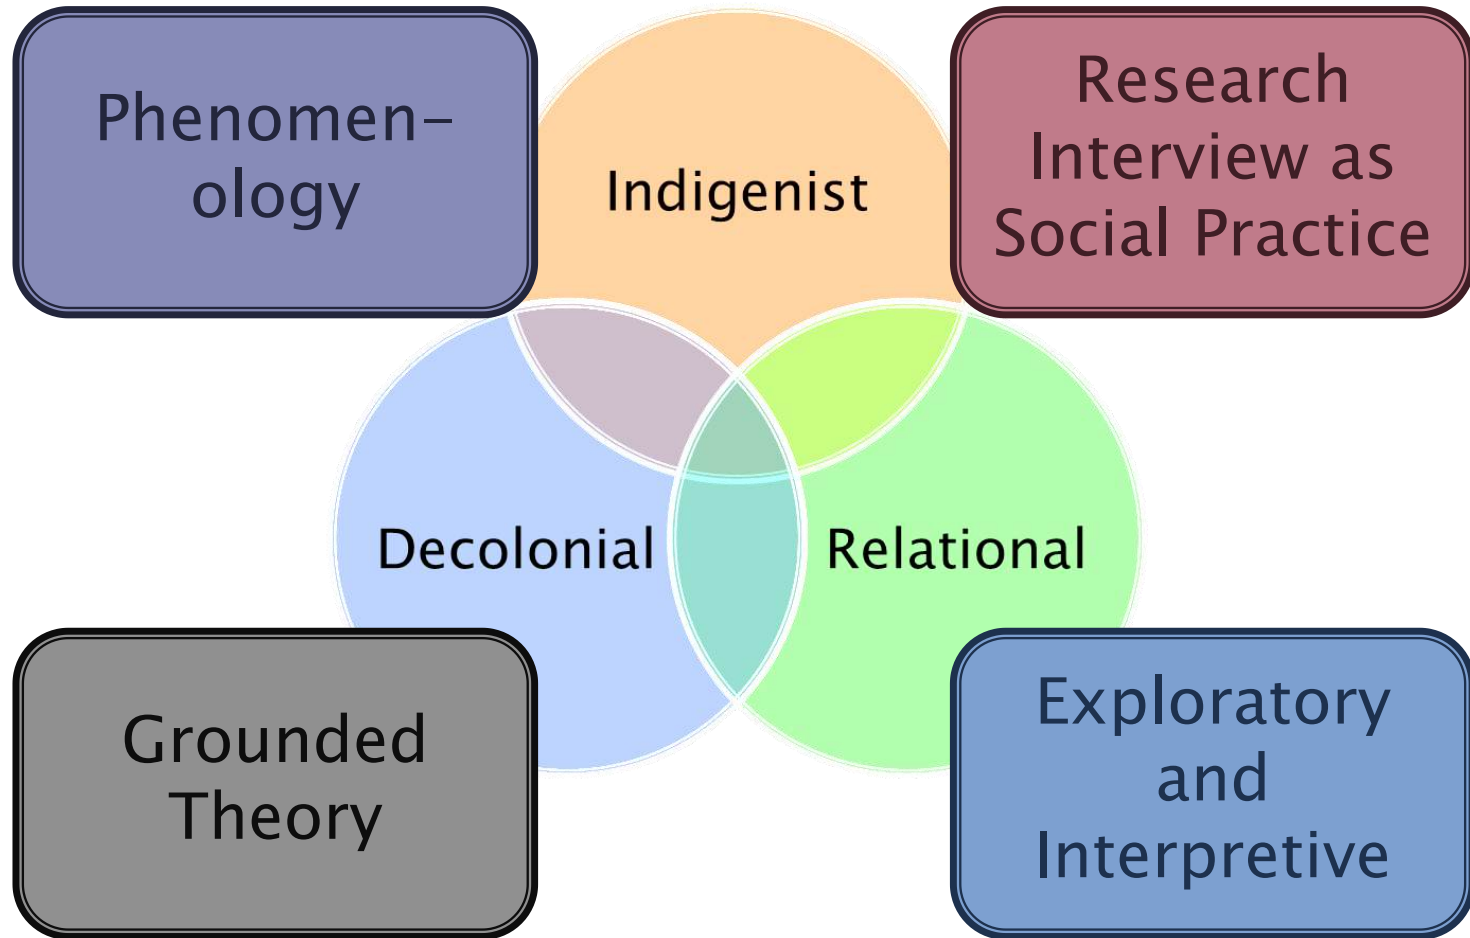 Phenomen-
ology
Research
Interview as
Social Practice
Indigenist
Decolonial
Relational
Grounded
Theory
Exploratory
and
Interpretive